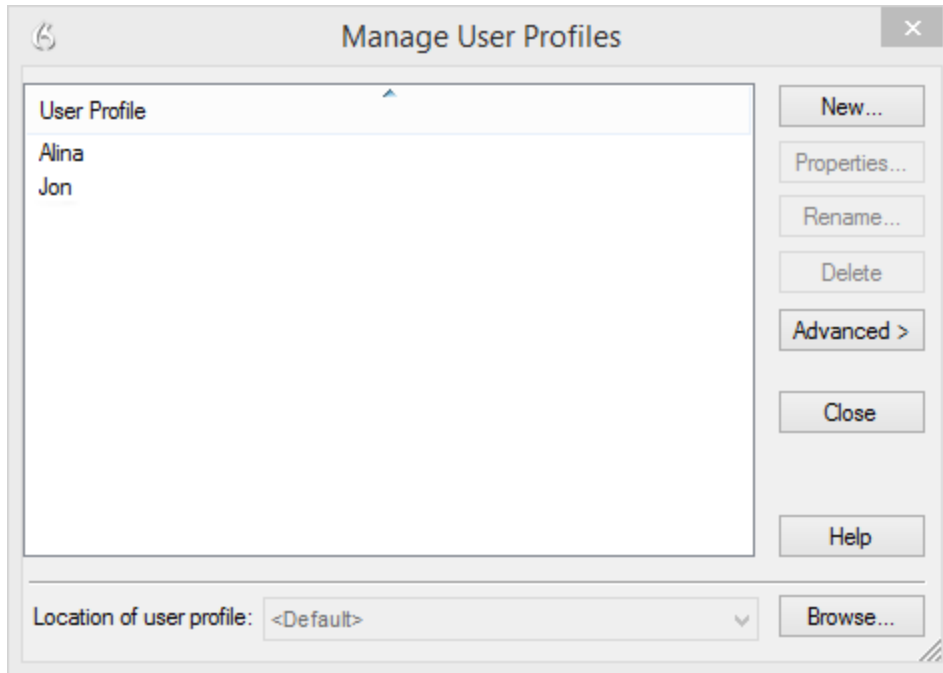 Manage User Profiles
User Profile
Alina
Jon
New...
Properties...
Rename...
Delete
Advanced >
Close
Help
Location of user profile: <Default> Browse...